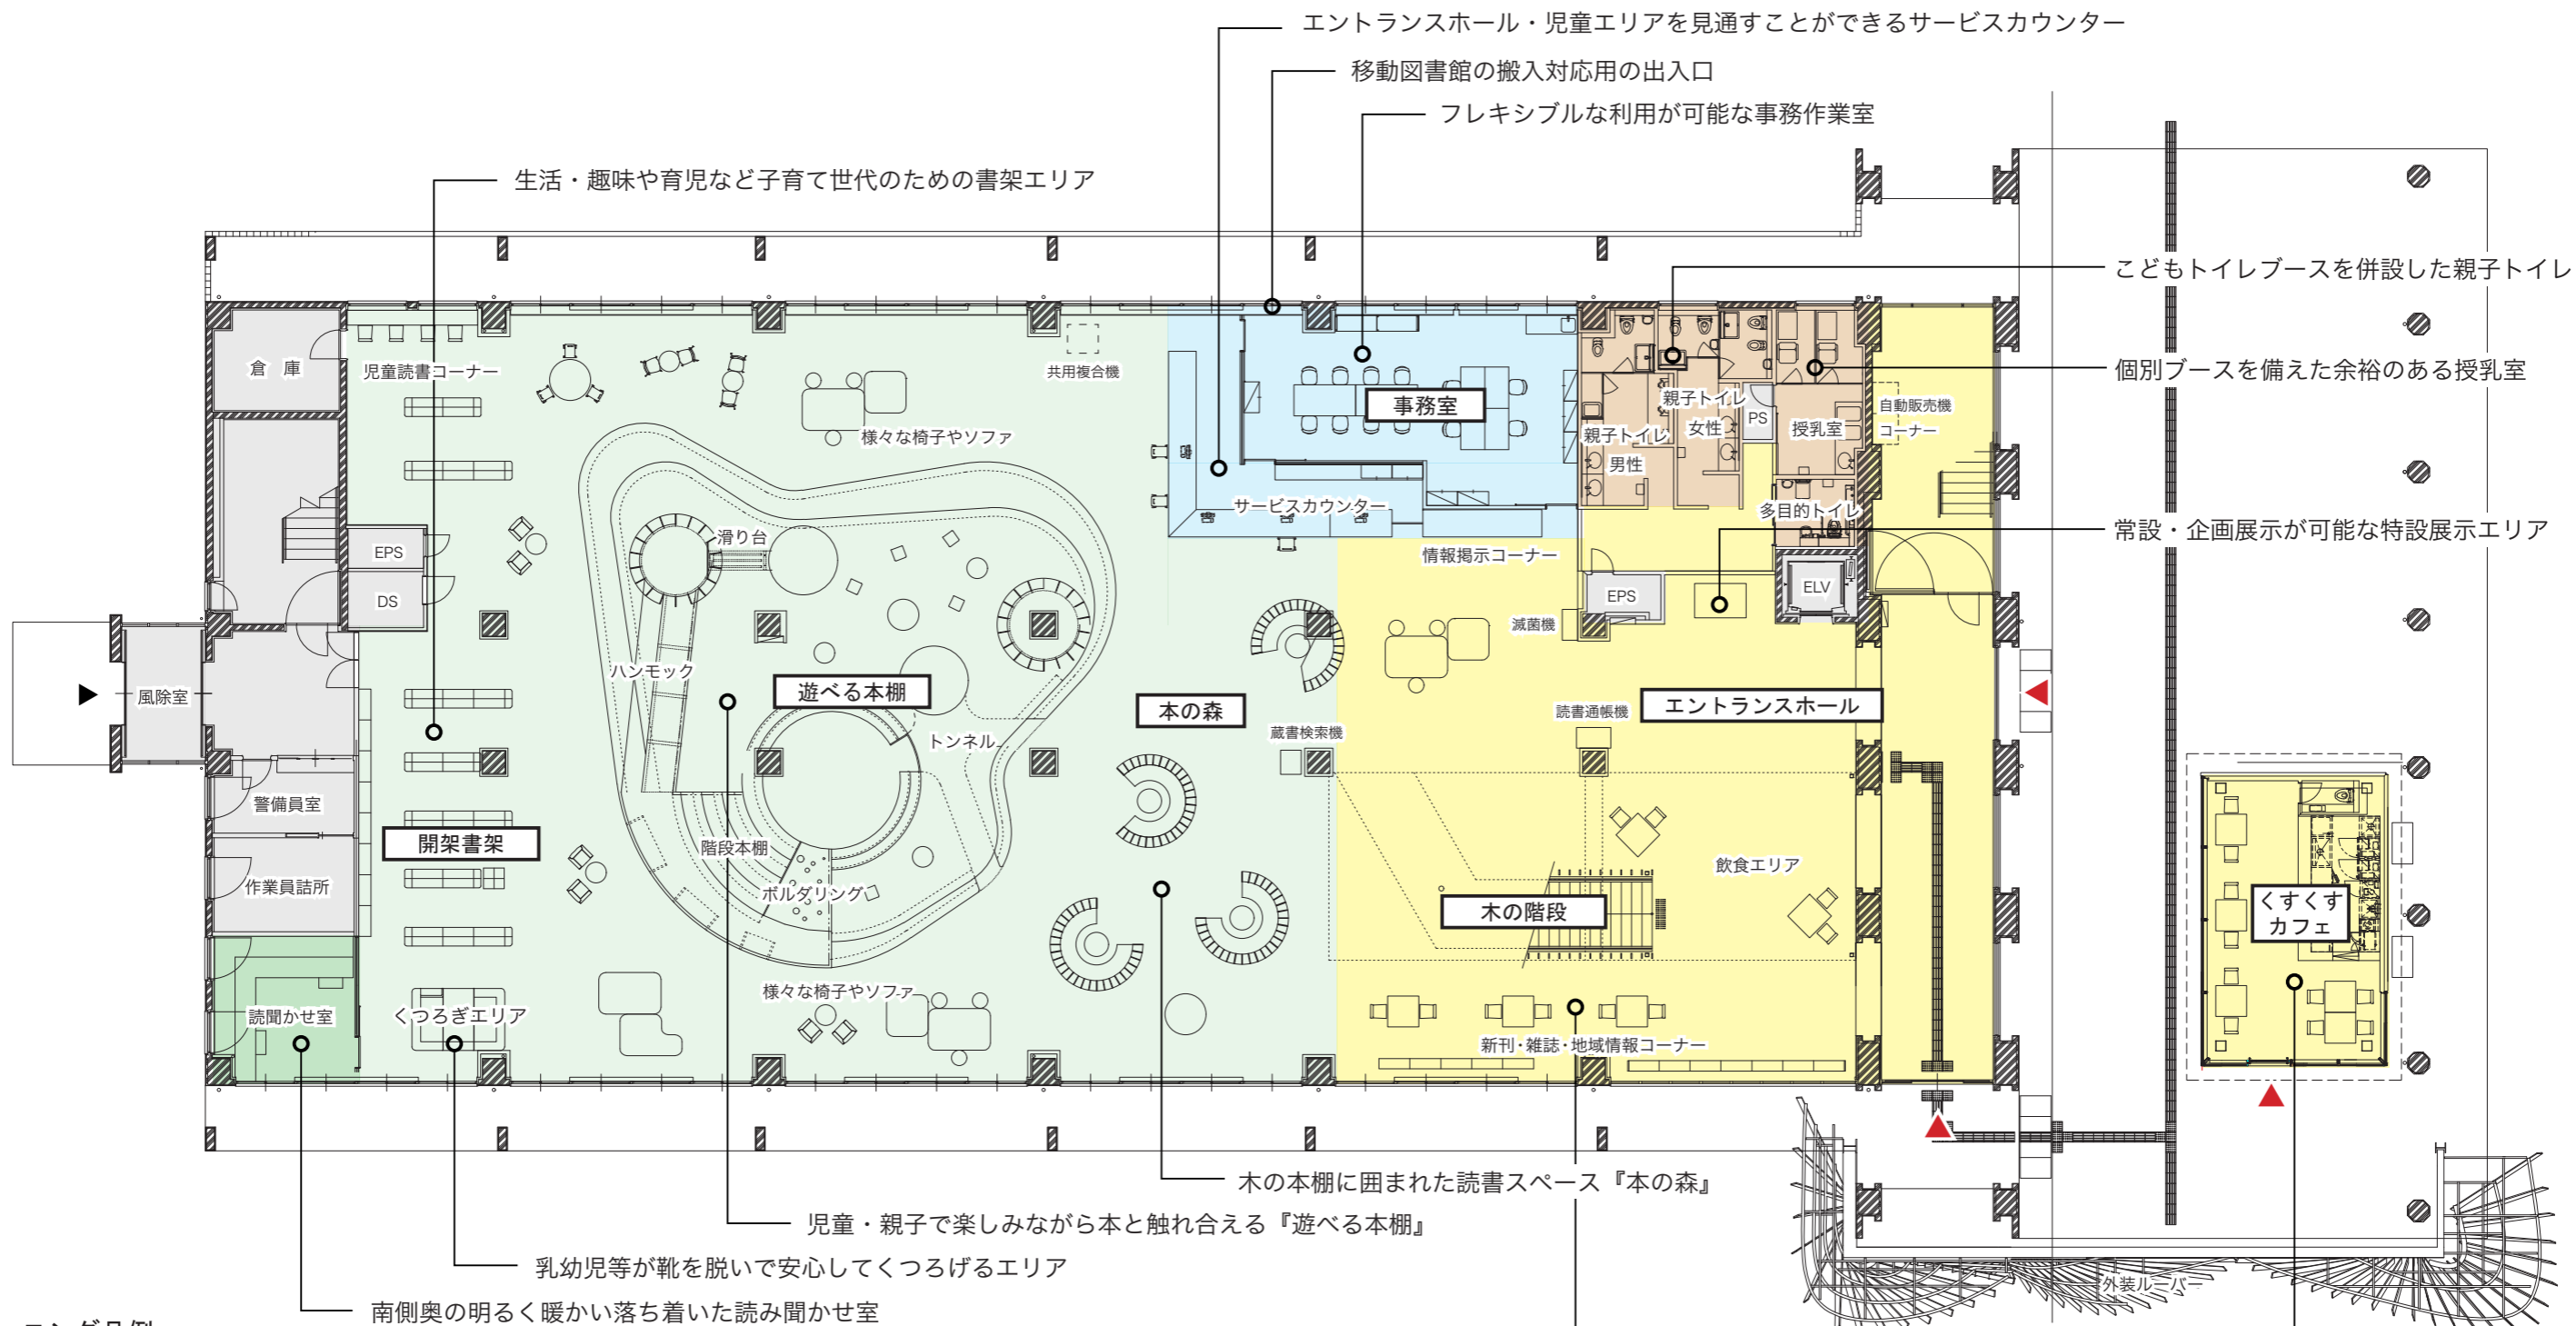 エントランスホール・児童エリアを見通すことができるサービスカウンター
移動図書館の搬入対応用の出入口
フレキシブルな利用が可能な事務作業室
生活・趣味や育児など子育て世代のための書架エリア
こどもトイレブースを併設した親子トイレ
個別ブースを備えた余裕のある授乳室
常設・企画展示が可能な特設展示エリア
倉 庫
児童読書コーナー
共用複合機
様々な椅子やソファ
事務室
親子トイレ
女性
親子トイレ
男性
PS
授乳室
自動販売機
コーナー
多目的トイレ
サービスカウンター
情報掲示コーナー
EPS
DS
滑り台
EPS
ELV
滅菌機
風除室
ハンモック
遊べる本棚
本の森
エントランスホール
読書通帳機
蔵書検索機
トンネル
警備員室
開架書架
階段本棚
ボルダリング
作業員詰所
飲食エリア
木の階段
くすくす
カフェ
読聞かせ室
くつろぎエリア
様々な椅子やソファ
新刊・雑誌・地域情報コーナー
木の本棚に囲まれた読書スペース『本の森』
児童・親子で楽しみながら本と触れ合える『遊べる本棚』
乳幼児等が靴を脱いで安心してくつろげるエリア
南側奥の明るく暖かい落ち着いた読み聞かせ室
外装ルーバー